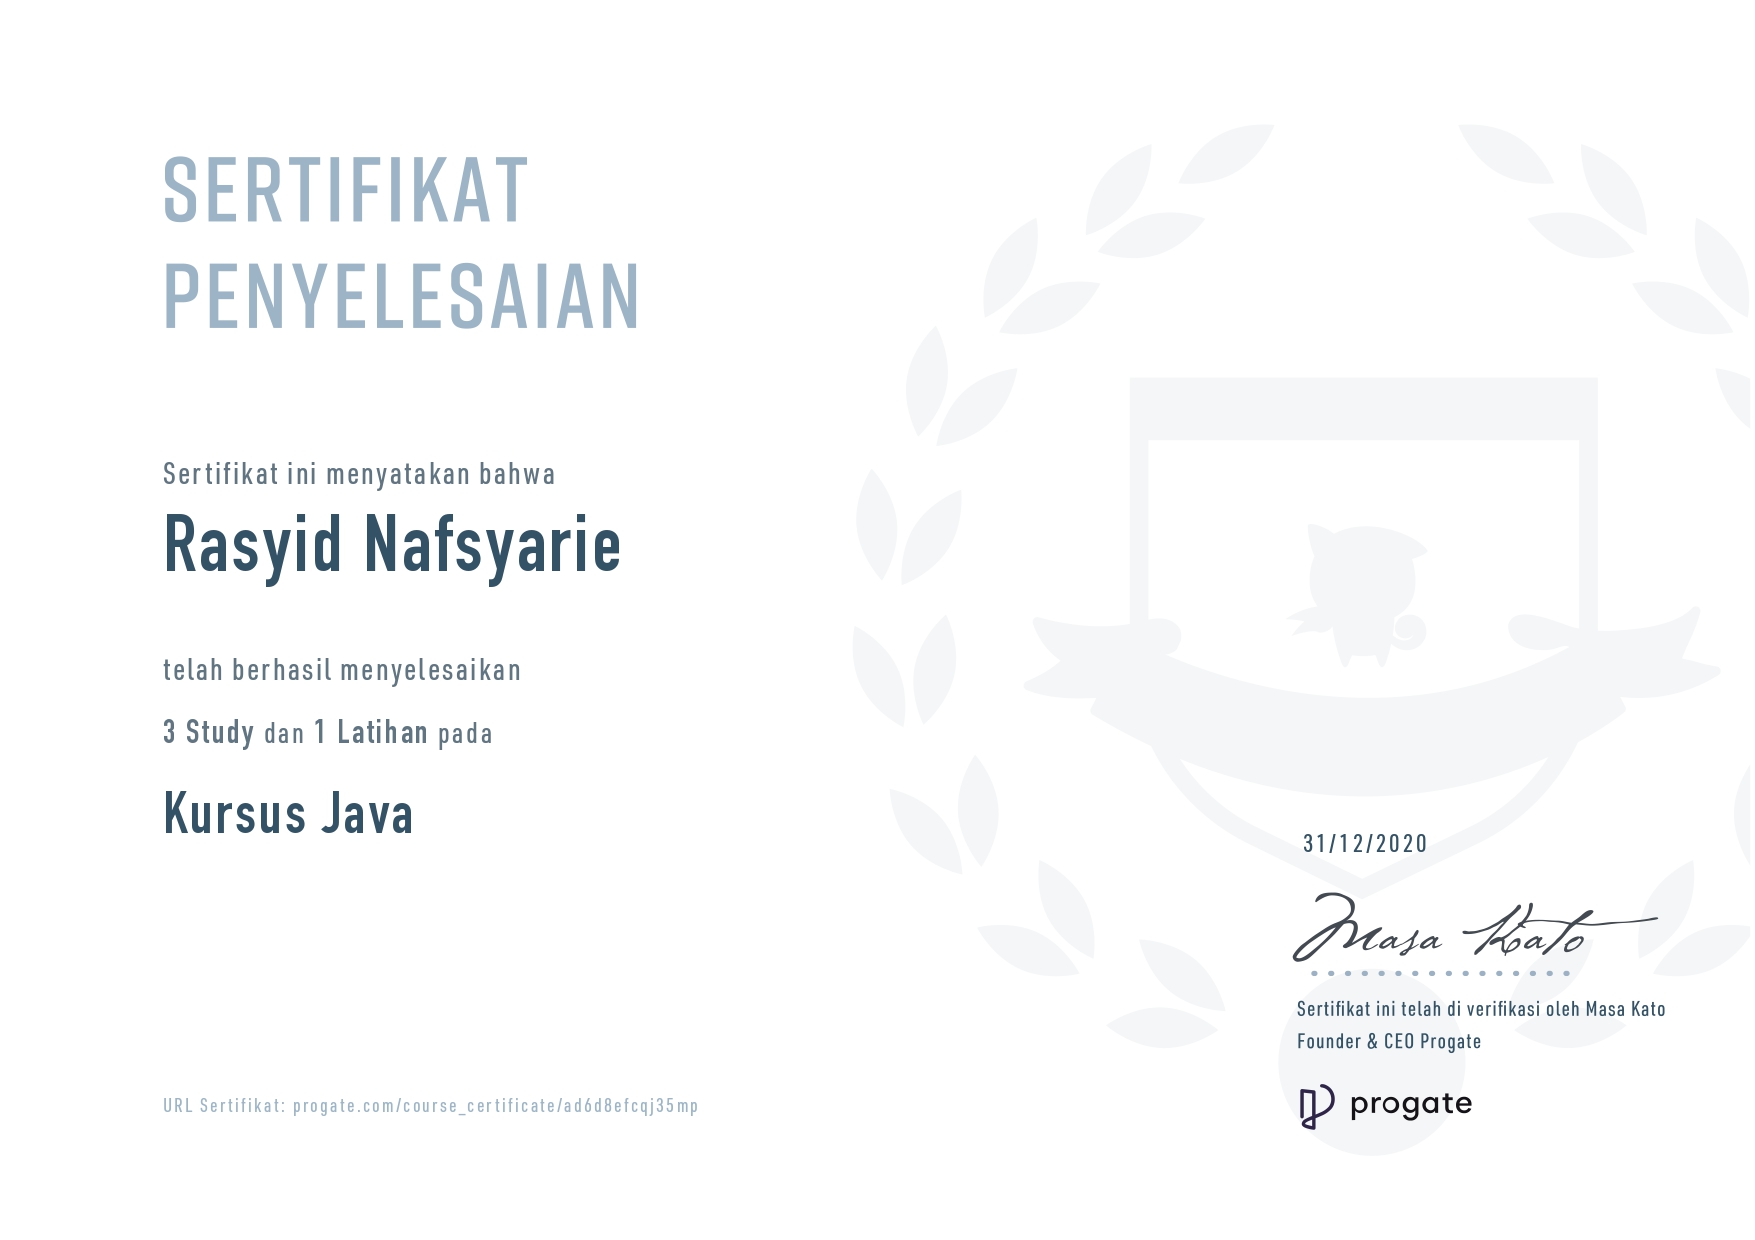 SERTIFIKAT
PENYELESAIAN
Sertifikat ini menyatakan bahwa
Rasyid Nafsyarie
telah berhasil menyelesaikan
3 Study dan 1 Latihan pada
Kursus Java
31/12/2020
Masa Kato
Sertifikat ini telah di verifikasi oleh Masa Kato
Founder & CEO Progate
URL Sertifikat: progate.com/course_certificate/ad6d8efcqj35mp
progate